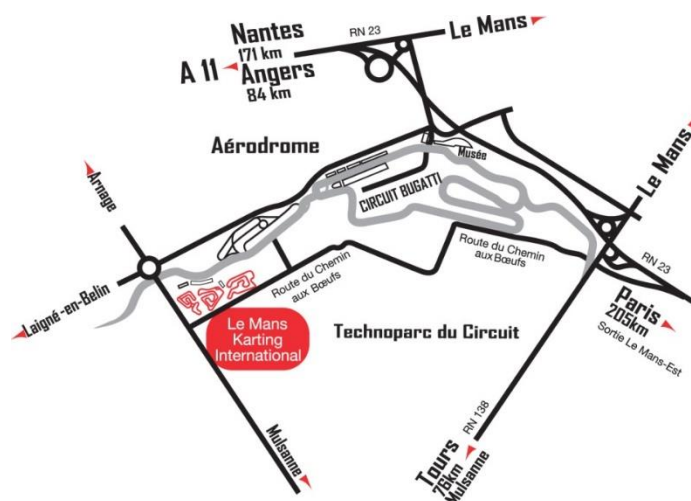 Nantes
171 km
RN 23
Le Mans
A 11
Angers
84 km
Aérodrome
Musée
Arnage
CIRCUIT BUGATTI
Le Mans
Route du Chemin
aux Bœufs
RN 23
Route du Chemin
aux Bœufs
Laigné-en-Belin
Paris
205km
Sortie Le Mans-Est
Le Mans
Karting
International
Technoparc du Circuit
RN 138
Mulsanne
Tours
76km
Mulsanne